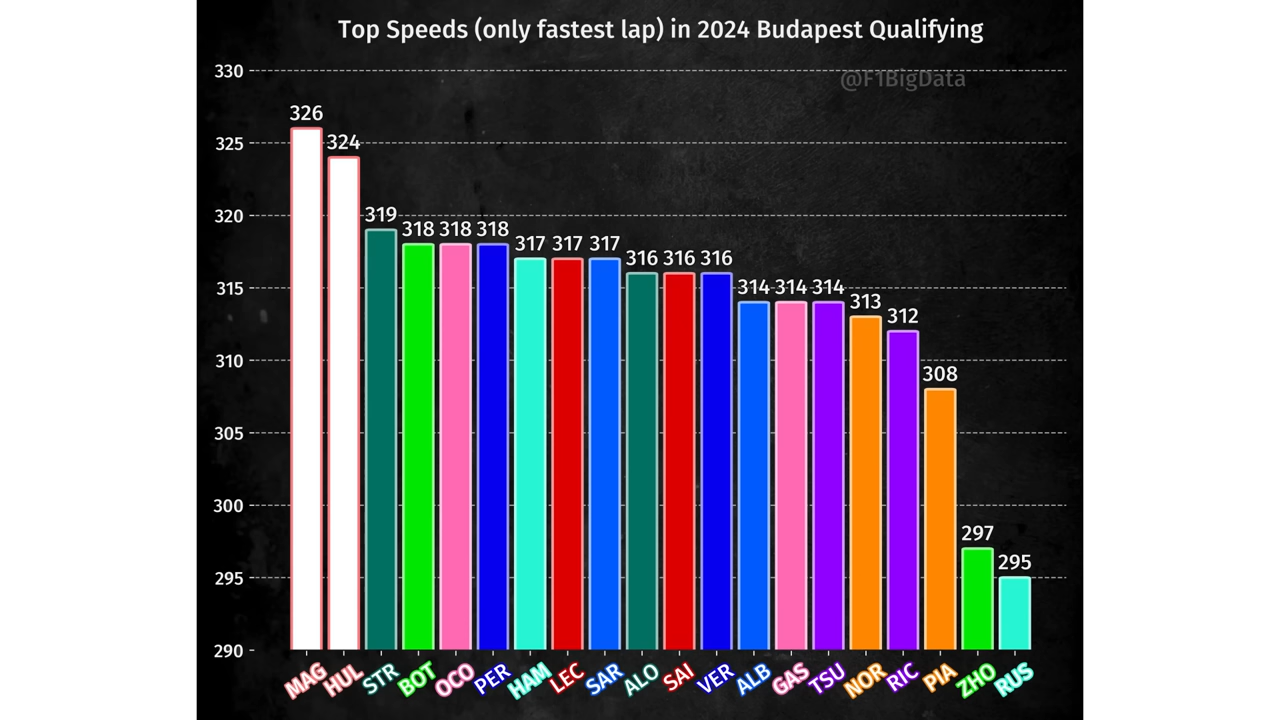 Top Speeds (only fastest lap) in 2024 Budapest Qualifying
@F1BigData
330
325
320
315
310
305
300
295
290
326
324
319
318
318
318
317
317
317
316
316
316
314
314
314
313
312
308
297
295
MAG
HUL
STR
BOT
OCO
PER
HAM
LEC
SAR
ALO
SAI
VER
ALB
GAS
TSU
NOR
RIC
PIA
ZHO
RUS